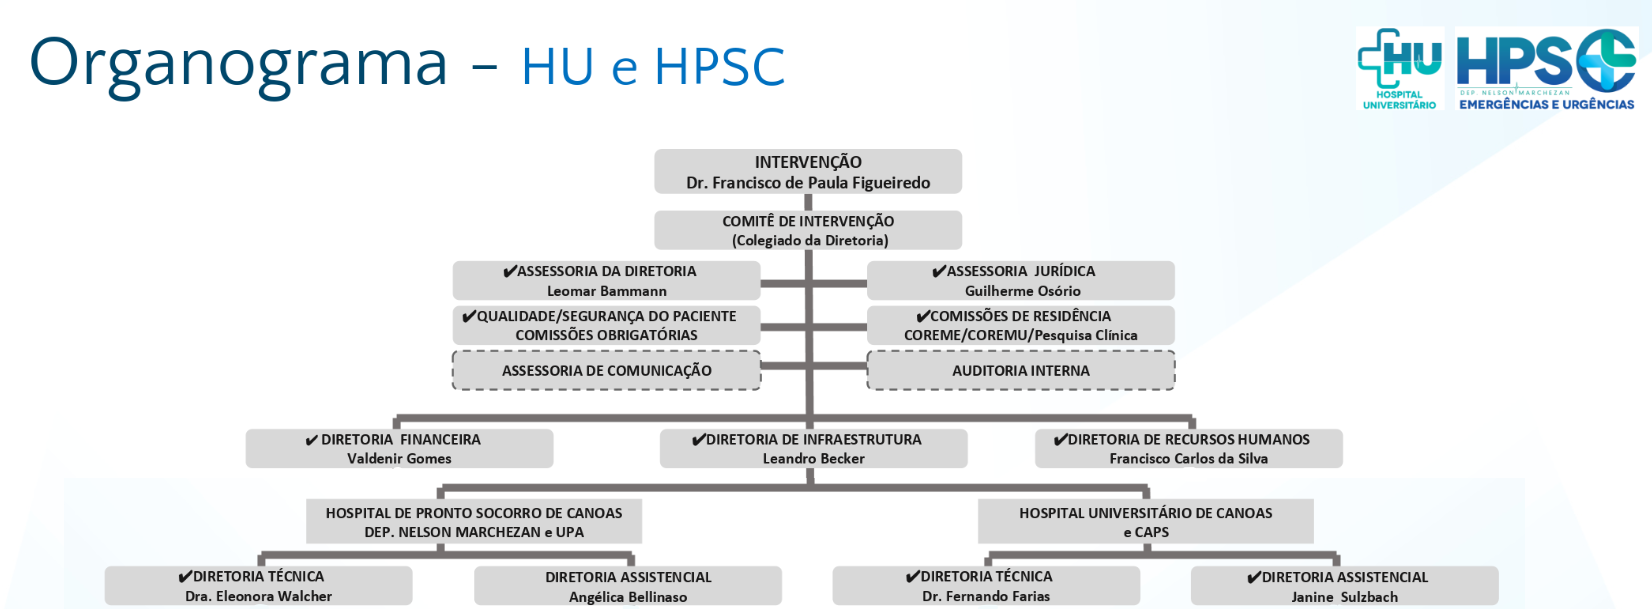 Organograma – HU e HPSC
HU
HOSPITAL
UNIVERSITÁRIO
HPSC
DEP. NELSON MARCHEZAN
EMERGÊNCIAS E URGÊNCIAS
INTERVENÇÃO
Dr. Francisco de Paula Figueiredo
COMITÊ DE INTERVENÇÃO
(Colegiado da Diretoria)
✔ASSESSORIA DA DIRETORIA
Leomar Bammann
✔ASSESSORIA JURÍDICA
Guilherme Osório
✔QUALIDADE/SEGURANÇA DO PACIENTE
COMISSÕES OBRIGATÓRIAS
✔COMISSÕES DE RESIDÊNCIA
COREME/COREMU/Pesquisa Clínica
ASSESSORIA DE COMUNICAÇÃO
AUDITORIA INTERNA
✔ DIRETORIA FINANCEIRA
Valdenir Gomes
✔DIRETORIA DE INFRAESTRUTURA
Leandro Becker
✔DIRETORIA DE RECURSOS HUMANOS
Francisco Carlos da Silva
HOSPITAL DE PRONTO SOCORRO DE CANOAS
DEP. NELSON MARCHEZAN e UPA
HOSPITAL UNIVERSITÁRIO DE CANOAS
e CAPS
✔DIRETORIA TÉCNICA
Dra. Eleonora Walcher
DIRETORIA ASSISTENCIAL
Angélica Bellinaso
✔DIRETORIA TÉCNICA
Dr. Fernando Farias
✔DIRETORIA ASSISTENCIAL
Janine Sulzbach